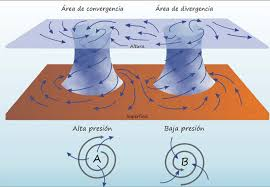 Área de convergencia
Área de divergencia
Altura
Superficie
Alta presión
Baja presión
A
B